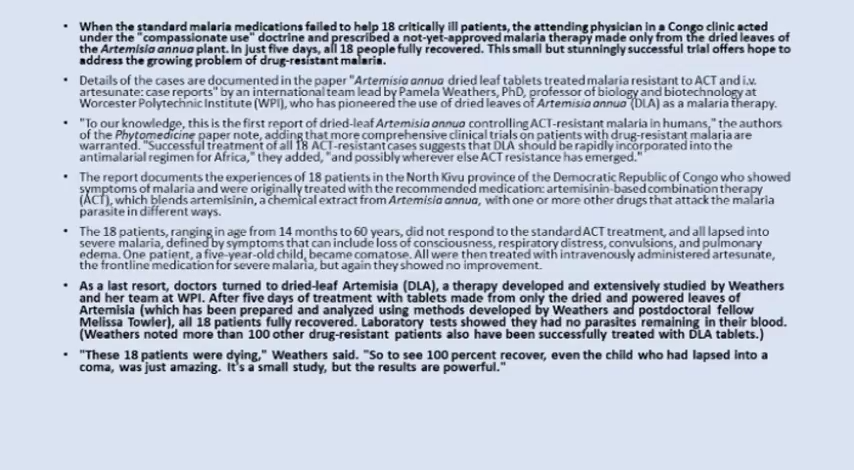 • When the standard malaria medications failed to help 18 critically ill patients, the attending physician in a Congo clinic acted
under the "compassionate use" doctrine and prescribed a not-yet-approved malaria therapy made only from the dried leaves of
the Artemisia annua plant. In just five days, all 18 people fully recovered. This small but stunningly successful trial offers hope to
address the growing problem of drug-resistant malaria.
• Details of the cases are documented in the paper "Artemisia annua dried leaf tablets treated malaria resistant to ACT and i.v.
artesunate: case reports" by an international team lead by Pamela Weathers, PhD, professor of biology and biotechnology at
Worcester Polytechnic Institute (WPI), who has pioneered the use of dried leaves of Artemisia annua (DLA) as a malaria therapy.
• "To our knowledge, this is the first report of dried-leaf Artemisia annua controlling ACT-resistant malaria in humans," the authors
of the Phytomedicine paper note, adding that more comprehensive clinical trials on patients with drug-resistant malaria are
warranted. "Successful treatment of all 18 ACT-resistant cases suggests that DLA should be rapidly incorporated into the
antimalarial regimen for Africa," they added, "and possibly wherever else ACT resistance has emerged."
• The report documents the experiences of 18 patients in the North Kivu province of the Democratic Republic of Congo who showed
symptoms of malaria and were originally treated with the recommended medication: artemisinin-based combination therapy
(ACT), which blends artemisinin, a chemical extract from Artemisia annua, with one or more other drugs that attack the malaria
parasite in different ways.
• The 18 patients, ranging in age from 14 months to 60 years, did not respond to the standard ACT treatment, and all lapsed into
severe malaria, defined by symptoms that can include loss of consciousness, respiratory distress, convulsions, and pulmonary
edema. One patient, a five-year-old child, became comatose. All were then treated with intravenously administered artesunate,
the frontline medication for severe malaria, but again they showed no improvement.
• As a last resort, doctors turned to dried-leaf Artemisia (DLA), a therapy developed and extensively studied by Weathers
and her team at WPI. After five days of treatment with tablets made from only the dried and powered leaves of
Artemisia (which has been prepared and analyzed using methods developed by Weathers and postdoctoral fellow
Melissa Towler), all 18 patients fully recovered. Laboratory tests showed they had no parasites remaining in their blood.
(Weathers noted more than 100 other drug-resistant patients also have been successfully treated with DLA tablets.)
• "These 18 patients were dying," Weathers said. "So to see 100 percent recover, even the child who had lapsed into a
coma, was just amazing. It's a small study, but the results are powerful."